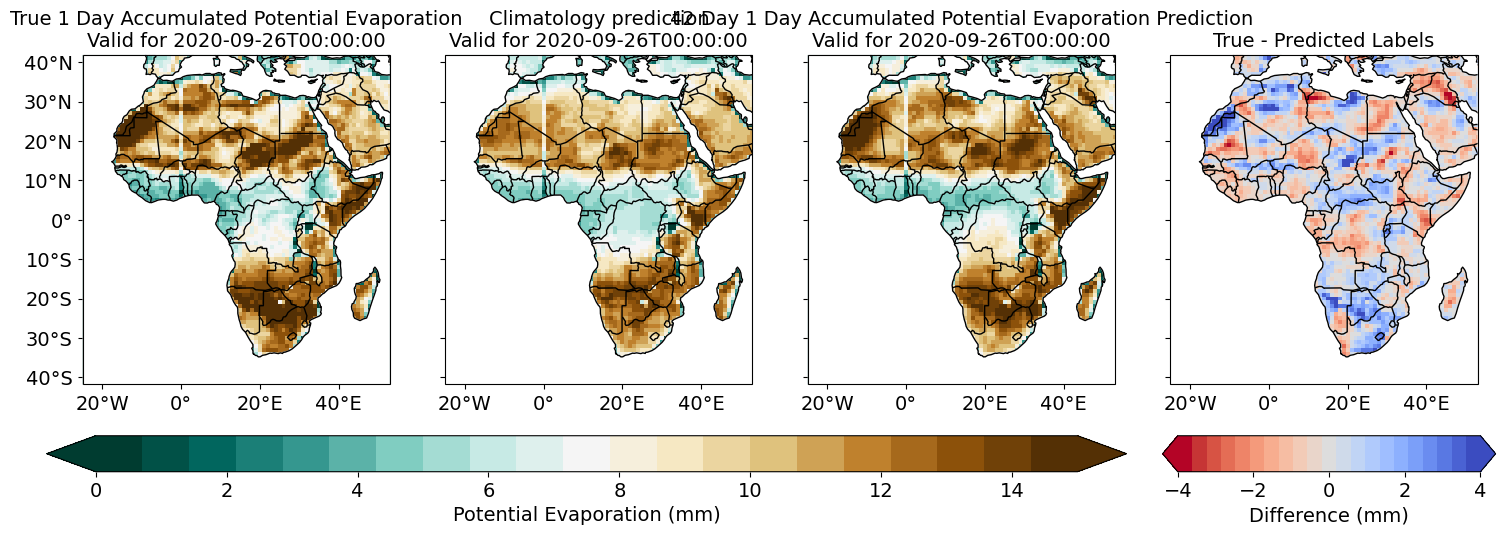 True 1 Day Accumulated Potential Evaporation
Valid for 2020-09-26T00:00:00
Climatology prediction
Valid for 2020-09-26T00:00:00
42 Day 1 Day Accumulated Potential Evaporation Prediction
Valid for 2020-09-26T00:00:00
True - Predicted Labels
40°N
30°N
20°N
10°N
0°
10°S
20°S
30°S
40°S
20°W 0° 20°E 40°E
20°W 0° 20°E 40°E
20°W 0° 20°E 40°E
20°W 0° 20°E 40°E
0 2 4 6 8 10 12 14
Potential Evaporation (mm)
−4 −2 0 2 4
Difference (mm)